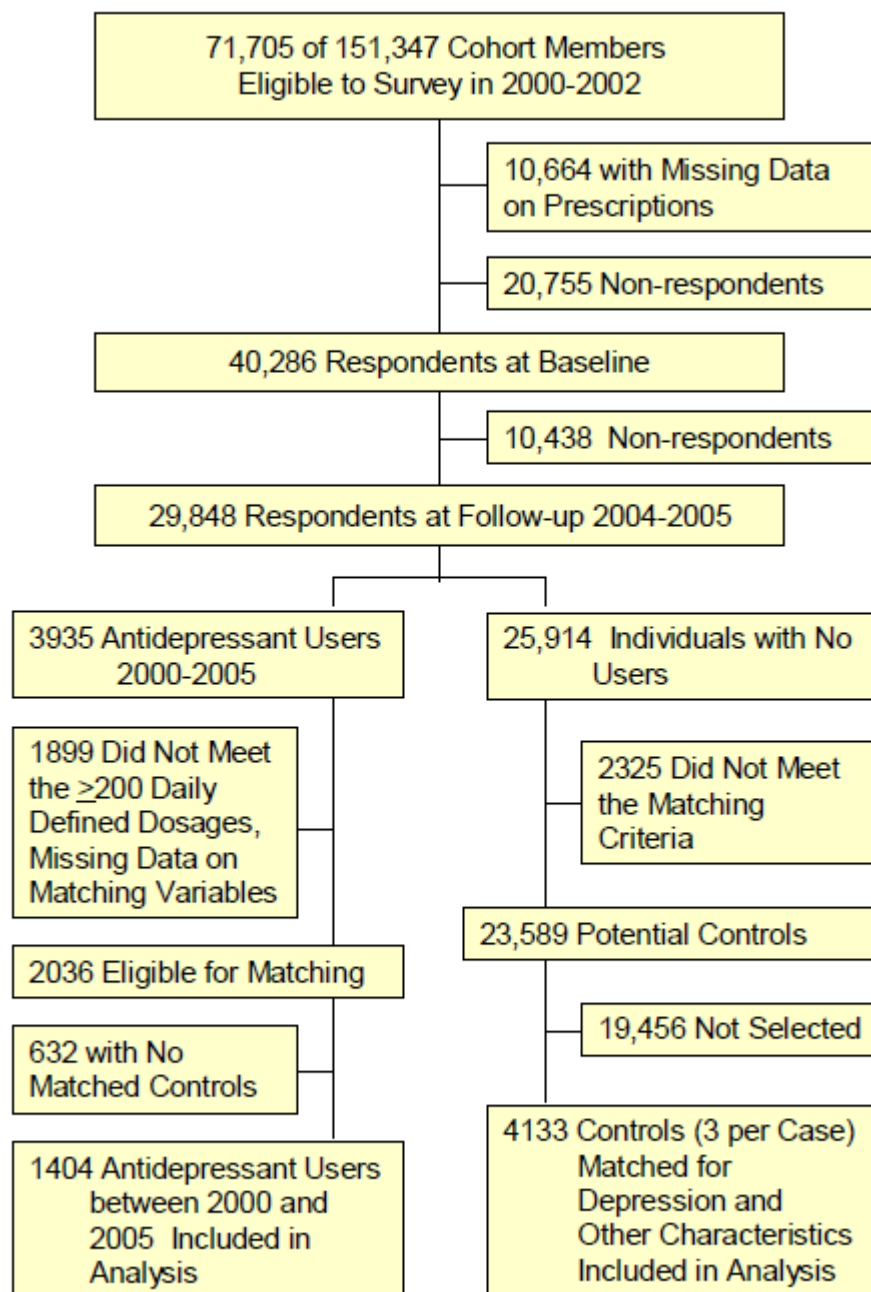 71,705 of 151,347 Cohort Members
Eligible to Survey in 2000-2002
10,664 with Missing Data
on Prescriptions
20,755 Non-respondents
40,286 Respondents at Baseline
10,438 Non-respondents
29,848 Respondents at Follow-up 2004-2005
3935 Antidepressant Users
2000-2005
1899 Did Not Meet
the >200 Daily
Defined Dosages,
Missing Data on
Matching Variables
2036 Eligible for Matching
632 with No
Matched Controls
1404 Antidepressant Users
between 2000 and
2005 Included in
Analysis
25,914 Individuals with No
Users
2325 Did Not Meet
the Matching
Criteria
23,589 Potential Controls
19,456 Not Selected
4133 Controls (3 per Case)
Matched for
Depression and
Other Characteristics
Included in Analysis